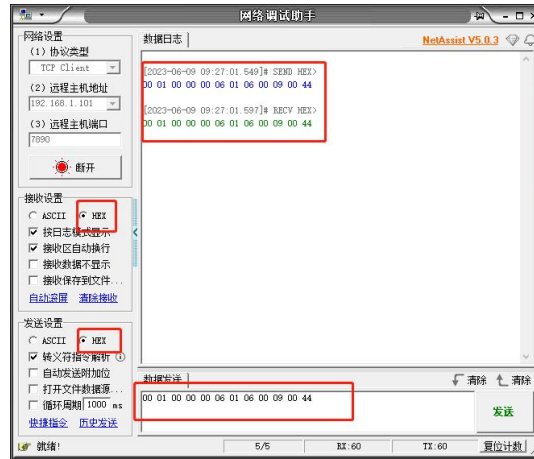 网络调试助手
网络设置
(1) 协议类型
TCP Client
(2) 远程主机地址
192.168.1.101
(3) 远程主机端口
7890
断开
接收设置
ASCII HEX
按日志模式显示
接收区自动换行
接收数据不显示
接收保存到文件...
自动滚屏 清除接收
发送设置
ASCII HEX
转义符指令解析
自动发送附加位
打开文件数据源...
循环周期 1000 ms
快捷指令 历史发送
数据日志
NetAssist V5.0.3
[2023-06-09 09:27:01.549]# SEND HEX>
00 01 00 00 00 06 01 06 00 09 00 44
[2023-06-09 09:27:01.597]# RECV HEX>
00 01 00 00 00 06 01 06 00 09 00 44
数据发送
清除 清除
00 01 00 00 00 06 01 06 00 09 00 44
发送
就绪!
5/5
RX:60
TX:60
复位计数